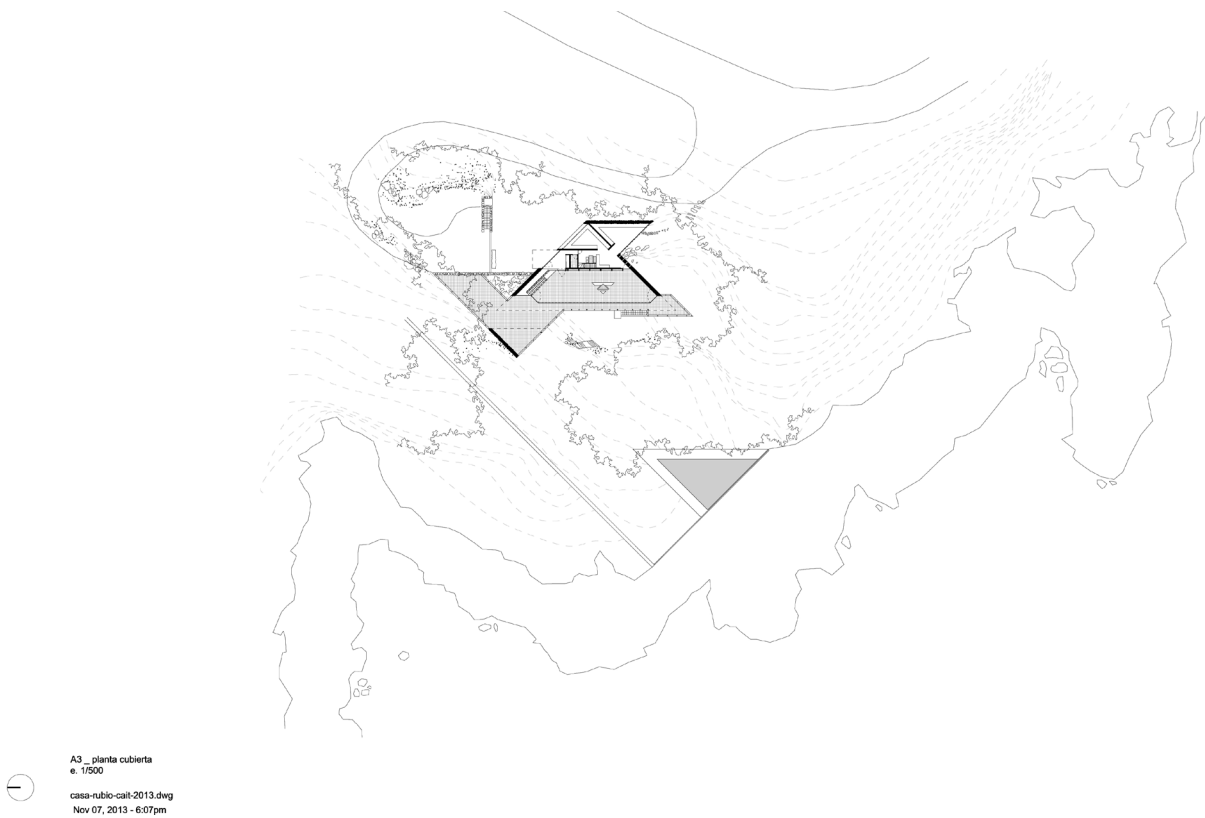 A3 _ planta cubierta
e. 1/500
casa-rubio-cait-2013.dwg
Nov 07, 2013 - 6:07pm